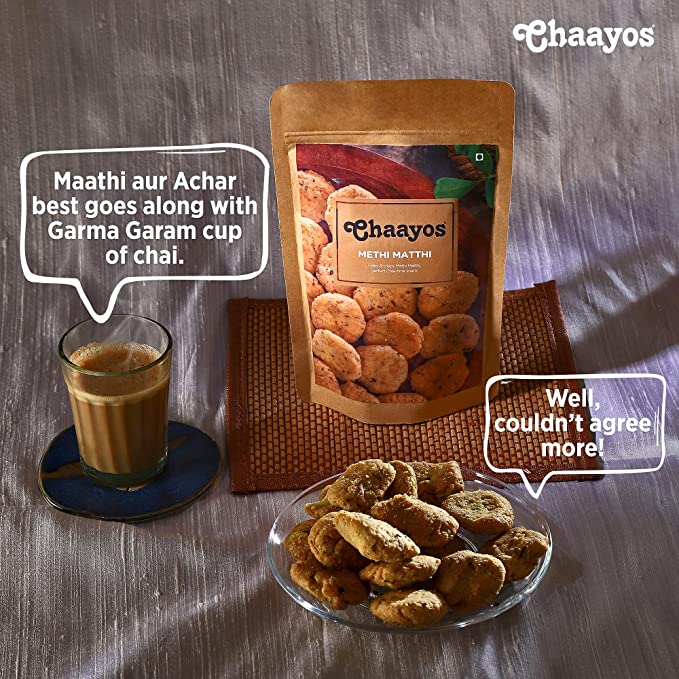 Chaayos
Maathi aur Achar
best goes along with
Garma Garam cup
of chai.
Chaayos
METHI MATTHI
Well,
couldn't agree
more!